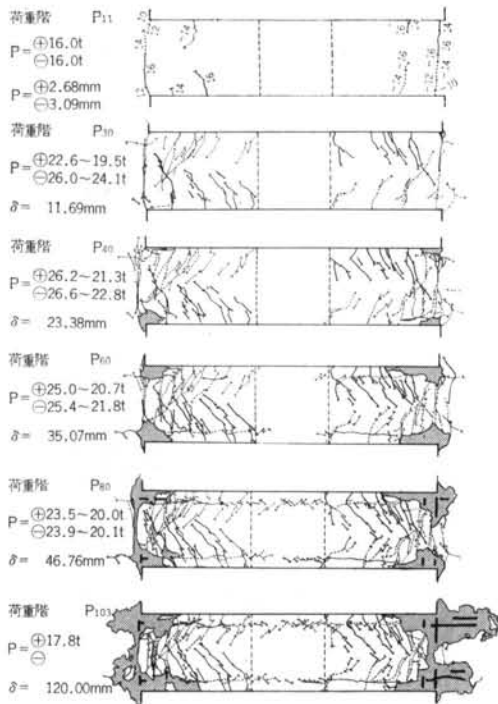 荷重階 P11
P=⊕16.0t
⊖16.0t
P=⊕2.68mm
⊖3.09mm
荷重階 P30
P=⊕22.6~19.5t
⊖26.0~24.1t
δ= 11.69mm
荷重階 P40
P=⊕26.2~21.3t
⊖26.6~22.8t
δ= 23.38mm
荷重階 P60
P=⊕25.0~20.7t
⊖25.4~21.8t
δ= 35.07mm
荷重階 P80
P=⊕23.5~20.0t
⊖23.9~20.1t
δ= 46.76mm
荷重階 P103
P=⊕17.8t
⊖
δ= 120.00mm